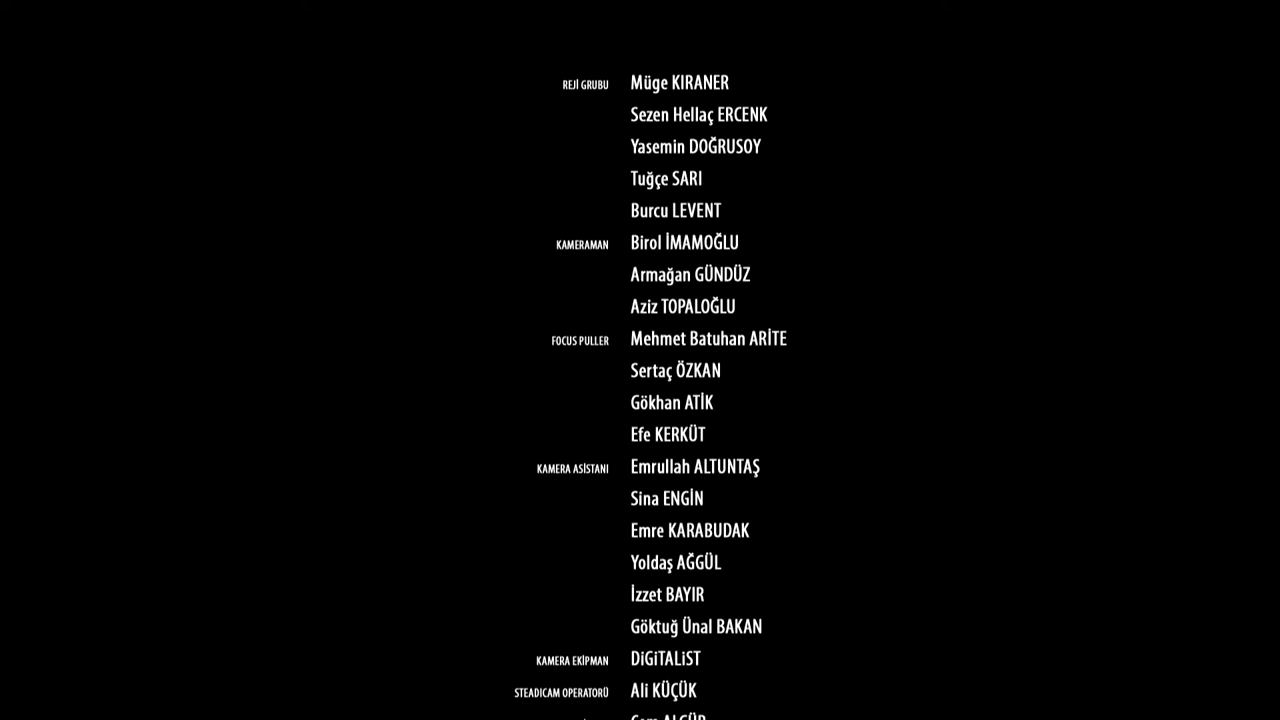 REJİ GRUBU Müge KIRANER
Sezen Hellaç ERCENK
Yasemin DOĞRUSOY
Tuğçe SARI
Burcu LEVENT
KAMERAMAN Birol İMAMOĞLU
Armağan GÜNDÜZ
Aziz TOPALOĞLU
FOCUS PULLER Mehmet Batuhan ARİTE
Sertaç ÖZKAN
Gökhan ATİK
Efe KERKÜT
KAMERA ASİSTANI Emrullah ALTUNTAŞ
Sina ENGİN
Emre KARABUDAK
Yoldaş AĞGÜL
İzzet BAYIR
Göktuğ Ünal BAKAN
KAMERA EKİPMAN DiGiTALiST
STEADICAM OPERATORÜ Ali KÜÇÜK